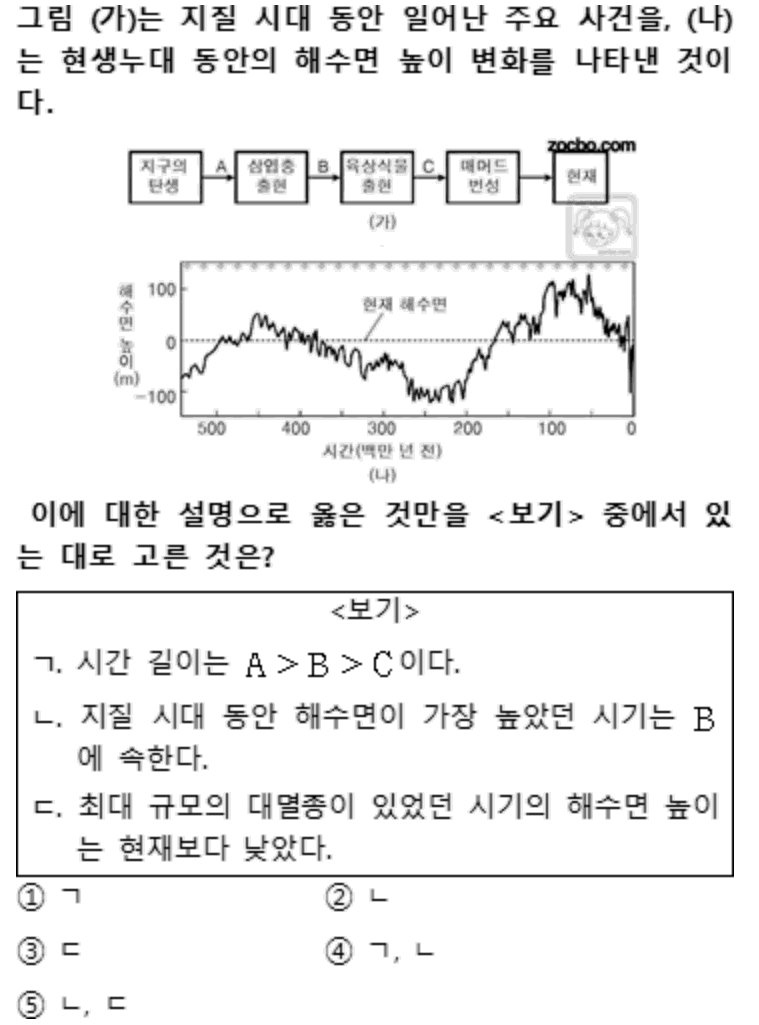 그림 (가)는 지질 시대 동안 일어난 주요 사건을, (나)
는 현생누대 동안의 해수면 높이 변화를 나타낸 것이
다.
zocbo.com
지구의 탄생 A 삼엽충 출현 B 육상식물 출현 C 매머드 번성 현재
(가)
해수면 높이 (m)
100
0
-100
현재 해수면
500 400 300 200 100 0
시간(백만 년 전)
(나)
이에 대한 설명으로 옳은 것만을 <보기> 중에서 있
는 대로 고른 것은?
<보기>
ㄱ. 시간 길이는 A > B > C이다.
ㄴ. 지질 시대 동안 해수면이 가장 높았던 시기는 B
에 속한다.
ㄷ. 최대 규모의 대멸종이 있었던 시기의 해수면 높이
는 현재보다 낮았다.
① ㄱ ② ㄴ
③ ㄷ ④ ㄱ, ㄴ
⑤ ㄴ, ㄷ